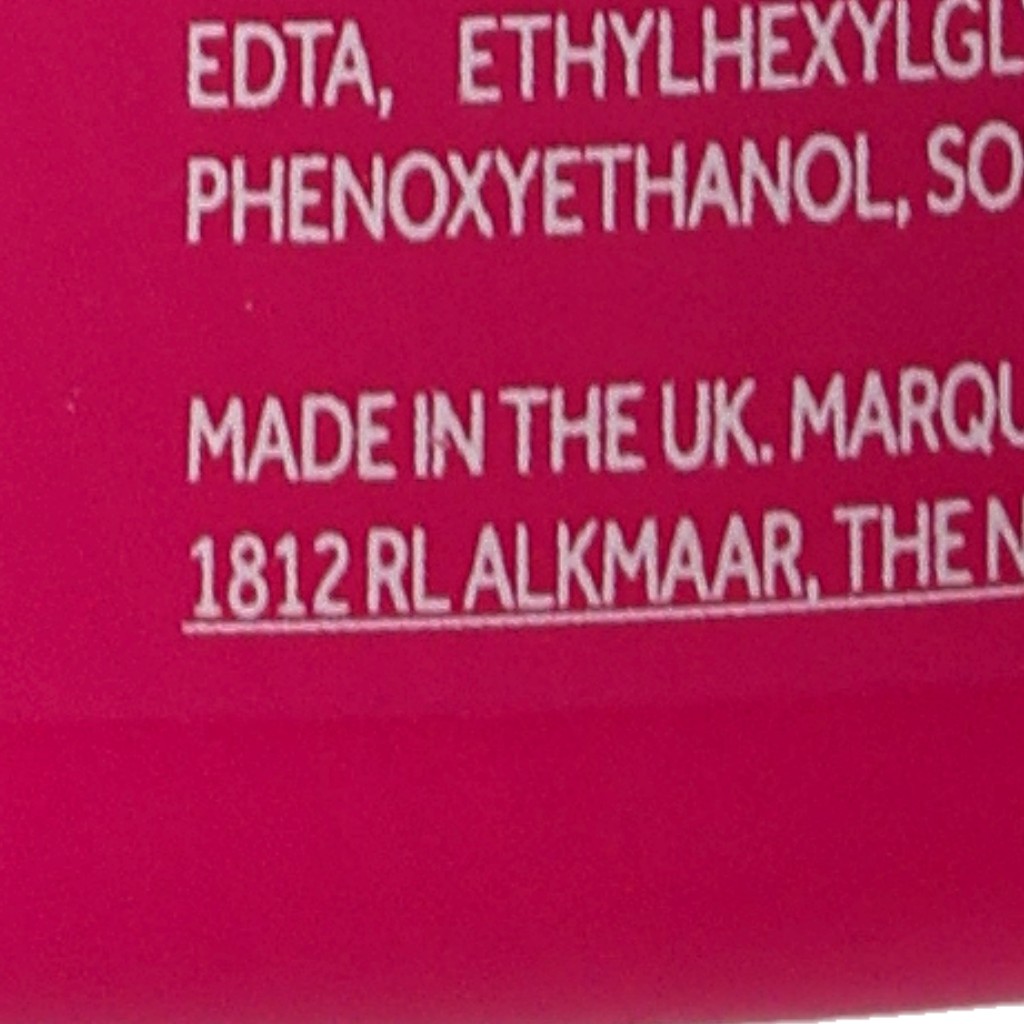 EDTA, ETHYLHEXYLGL
PHENOXYETHANOL, SO
MADE IN THE UK. MARQU
1812 RL ALKMAAR, THE N